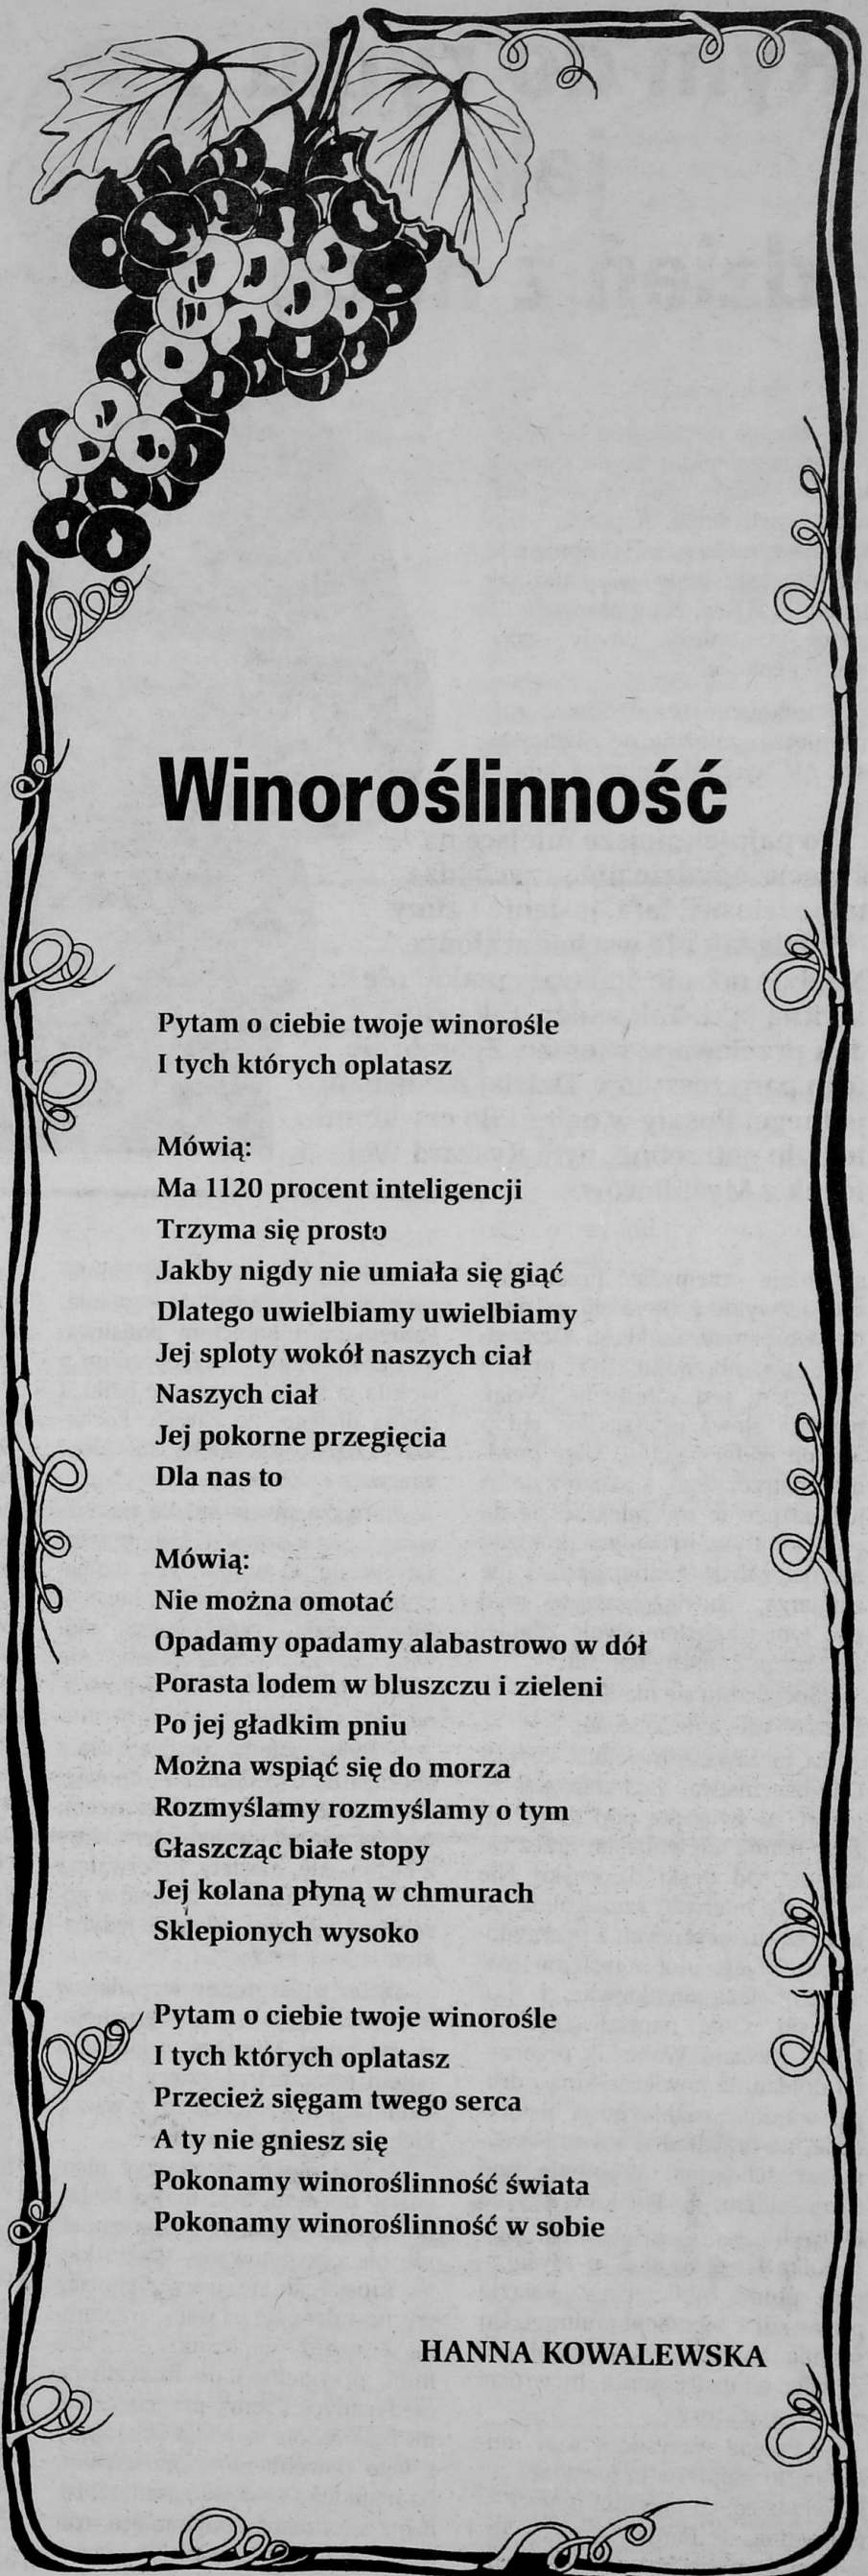 Winoroślinność
Pytam o ciebie twoje winorośle
I tych których oplatasz
Mówią:
Ma 1120 procent inteligencji
Trzyma się prosto
Jakby nigdy nie umiała się giąć
Dlatego uwielbiamy uwielbiamy
Jej sploty wokół naszych ciał
Naszych ciał
Jej pokorne przegięcia
Dla nas to
Mówią:
Nie można omotać
Opadamy opadamy alabastrowo w dół
Porasta lodem w bluszczu i zieleni
Po jej gładkim pniu
Można wspiąć się do morza
Rozmyślamy rozmyślamy o tym
Głaszcząc białe stopy
Jej kolana płyną w chmurach
Sklepionych wysoko
Pytam o ciebie twoje winorośle
I tych których oplatasz
Przecież sięgam twego serca
A ty nie gniesz się
Pokonamy winoroślinność świata
Pokonamy winoroślinność w sobie
HANNA KOWALEWSKA